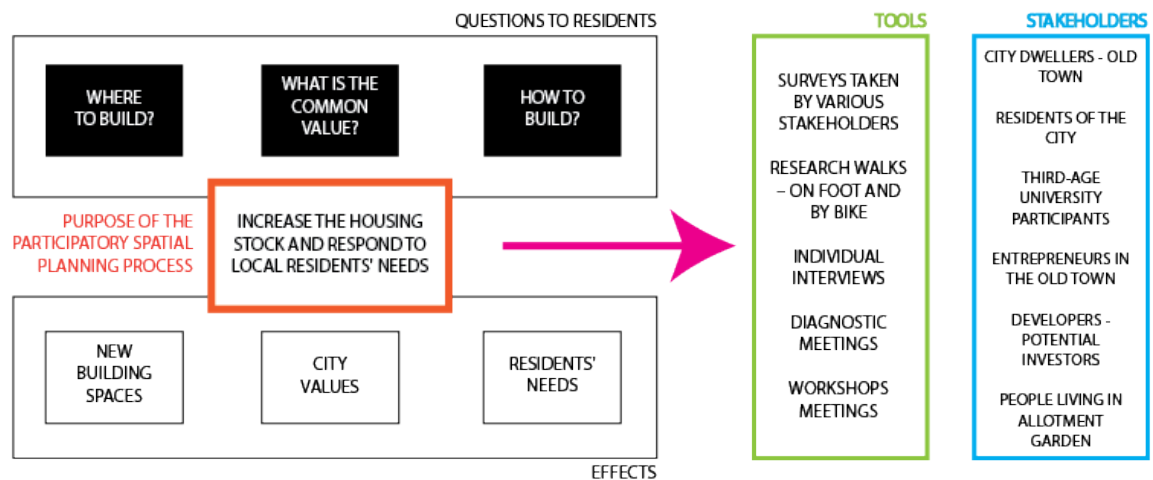 QUESTIONS TO RESIDENTS
WHERE
TO BUILD?
WHAT IS THE
COMMON
VALUE?
HOW TO
BUILD?
PURPOSE OF THE
PARTICIPATORY SPATIAL
PLANNING PROCESS
INCREASE THE HOUSING
STOCK AND RESPOND TO
LOCAL RESIDENTS' NEEDS
NEW
BUILDING
SPACES
CITY
VALUES
RESIDENTS'
NEEDS
EFFECTS
TOOLS
SURVEYS TAKEN
BY VARIOUS
STAKEHOLDERS
RESEARCH WALKS
– ON FOOT AND
BY BIKE
INDIVIDUAL
INTERVIEWS
DIAGNOSTIC
MEETINGS
WORKSHOPS
MEETINGS
STAKEHOLDERS
CITY DWELLERS - OLD
TOWN
RESIDENTS OF THE
CITY
THIRD-AGE
UNIVERSITY
PARTICIPANTS
ENTREPRENEURS IN
THE OLD TOWN
DEVELOPERS -
POTENTIAL
INVESTORS
PEOPLE LIVING IN
ALLOTMENT
GARDEN